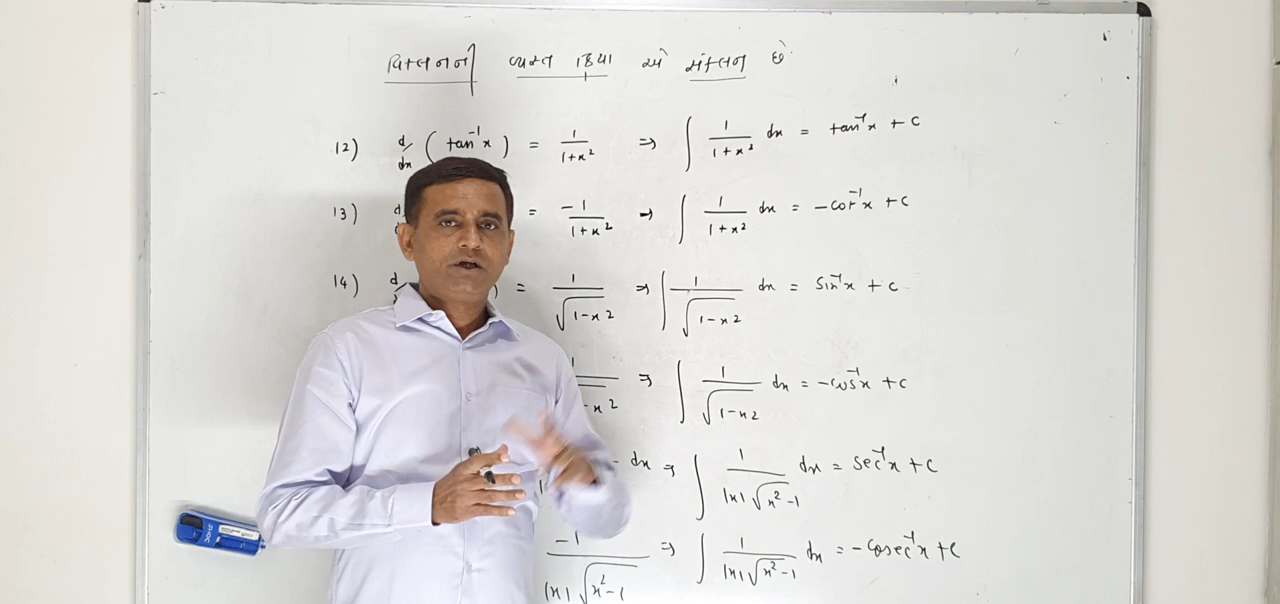 વિકલનની વ્યસ્ત ક્રિયા એ સંકલન છે
12) d/dx (tan⁻¹x) = 1/(1+x²) ⇒ ∫ 1/(1+x²) dx = tan⁻¹x + c
13) d = -1/(1+x²) → ∫ 1/(1+x²) dx = -cot⁻¹x + c
14) d/ ) = 1/√(1-x²) ⇒ ∫ 1/√(1-x²) dx = sin⁻¹x + c
-x² ⇒ ∫ 1/√(1-x²) dx = -cos⁻¹x + c
dx ⇒ ∫ 1/(|x|√(x²-1)) dx = sec⁻¹x + c
-1/(|x|√(x²-1)) ⇒ ∫ 1/(|x|√(x²-1)) dx = -cosec⁻¹x + c